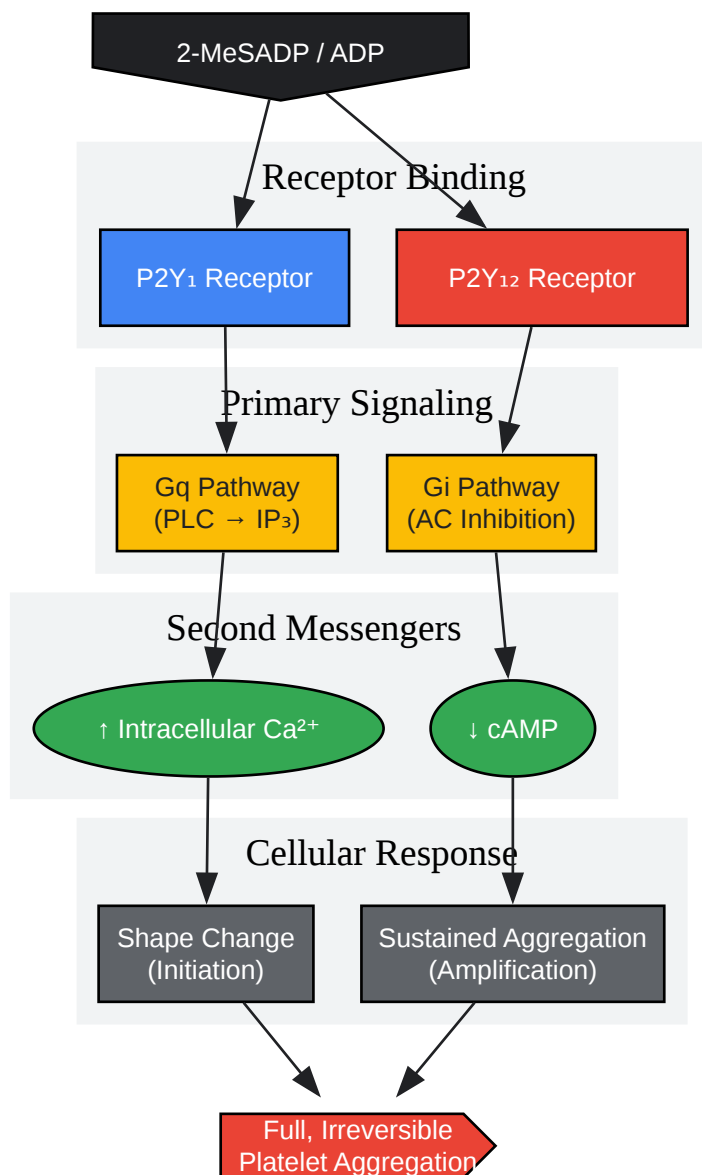 2-MeSADP / ADP
Receptor Binding
P2Y₁ Receptor
P2Y₁₂ Receptor
Primary Signaling
Gq Pathway
(PLC → IP₃)
Gi Pathway
(AC Inhibition)
Second Messengers
↑ Intracellular Ca²⁺
↓ cAMP
Cellular Response
Shape Change
(Initiation)
Sustained Aggregation
(Amplification)
Full, Irreversible
Platelet Aggregation